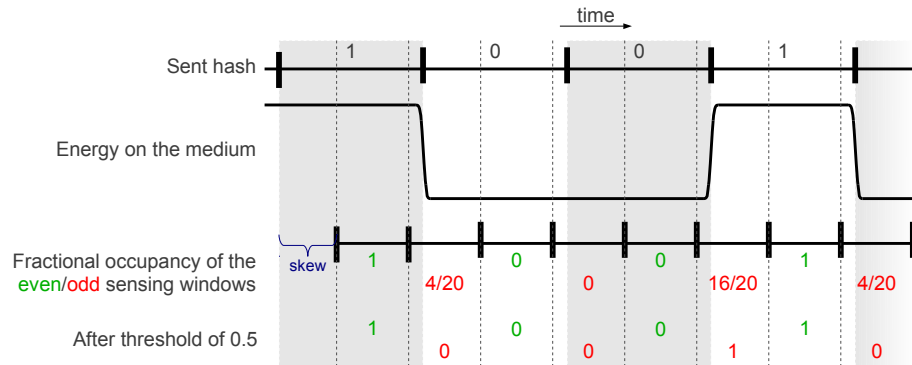 time
Sent hash 1 0 0 1
Energy on the medium
skew
Fractional occupancy of the
even/odd sensing windows
1 0 0 1
4/20 0 16/20 4/20
After threshold of 0.5
1 0 0 1
0 0 1 0